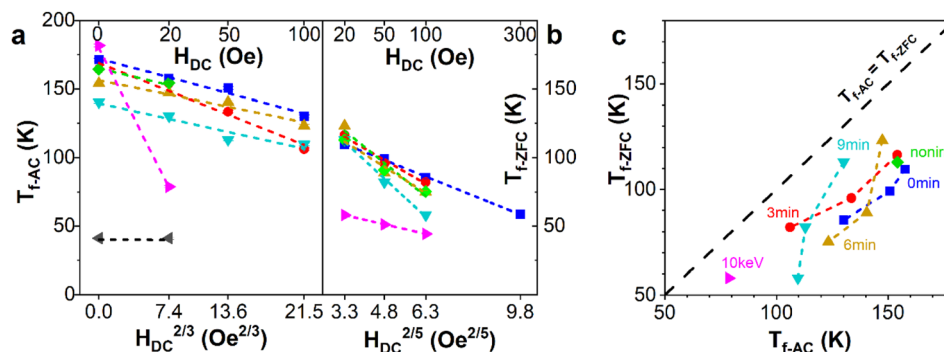 a
0 20 50 100
H_DC (Oe)
T_f-AC (K)
200
150
100
50
0
0.0 7.4 13.6 21.5
H_DC^2/3 (Oe^2/3)
20 50 100 300
H_DC (Oe)
b
T_f-ZFC (K)
150
100
50
3.3 4.8 6.3 9.8
H_DC^2/5 (Oe^2/5)
c
T_f-ZFC (K)
150
100
50
T_f-AC = T_f-ZFC
9min
nonirr
0min
3min
6min
10keV
50 100 150
T_f-AC (K)